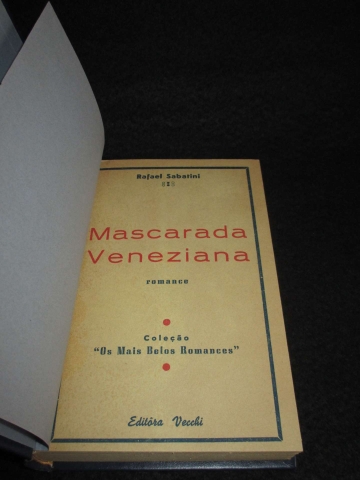 Rafael Sabatini
Mascarada
Veneziana
romance
Coleção
"Os Mais Belos Romances"
Editôra Vecchi